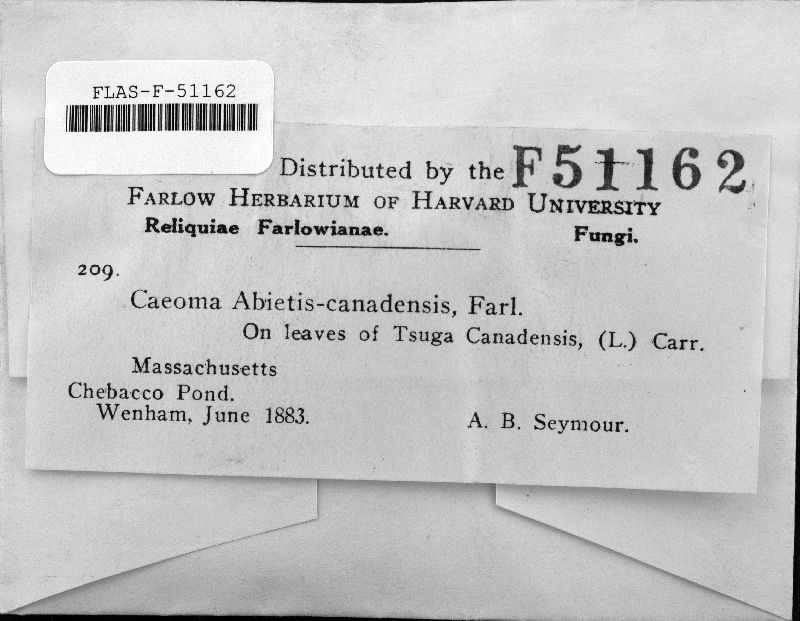 FLAS-F-51162
Distributed by the F51162
FARLOW HERBARIUM OF HARVARD UNIVERSITY
Reliquiae Farlowianae. Fungi.
209.
Caeoma Abietis-canadensis, Farl.
On leaves of Tsuga Canadensis, (L.) Carr.
Massachusetts
Chebacco Pond.
Wenham, June 1883. A. B. Seymour.